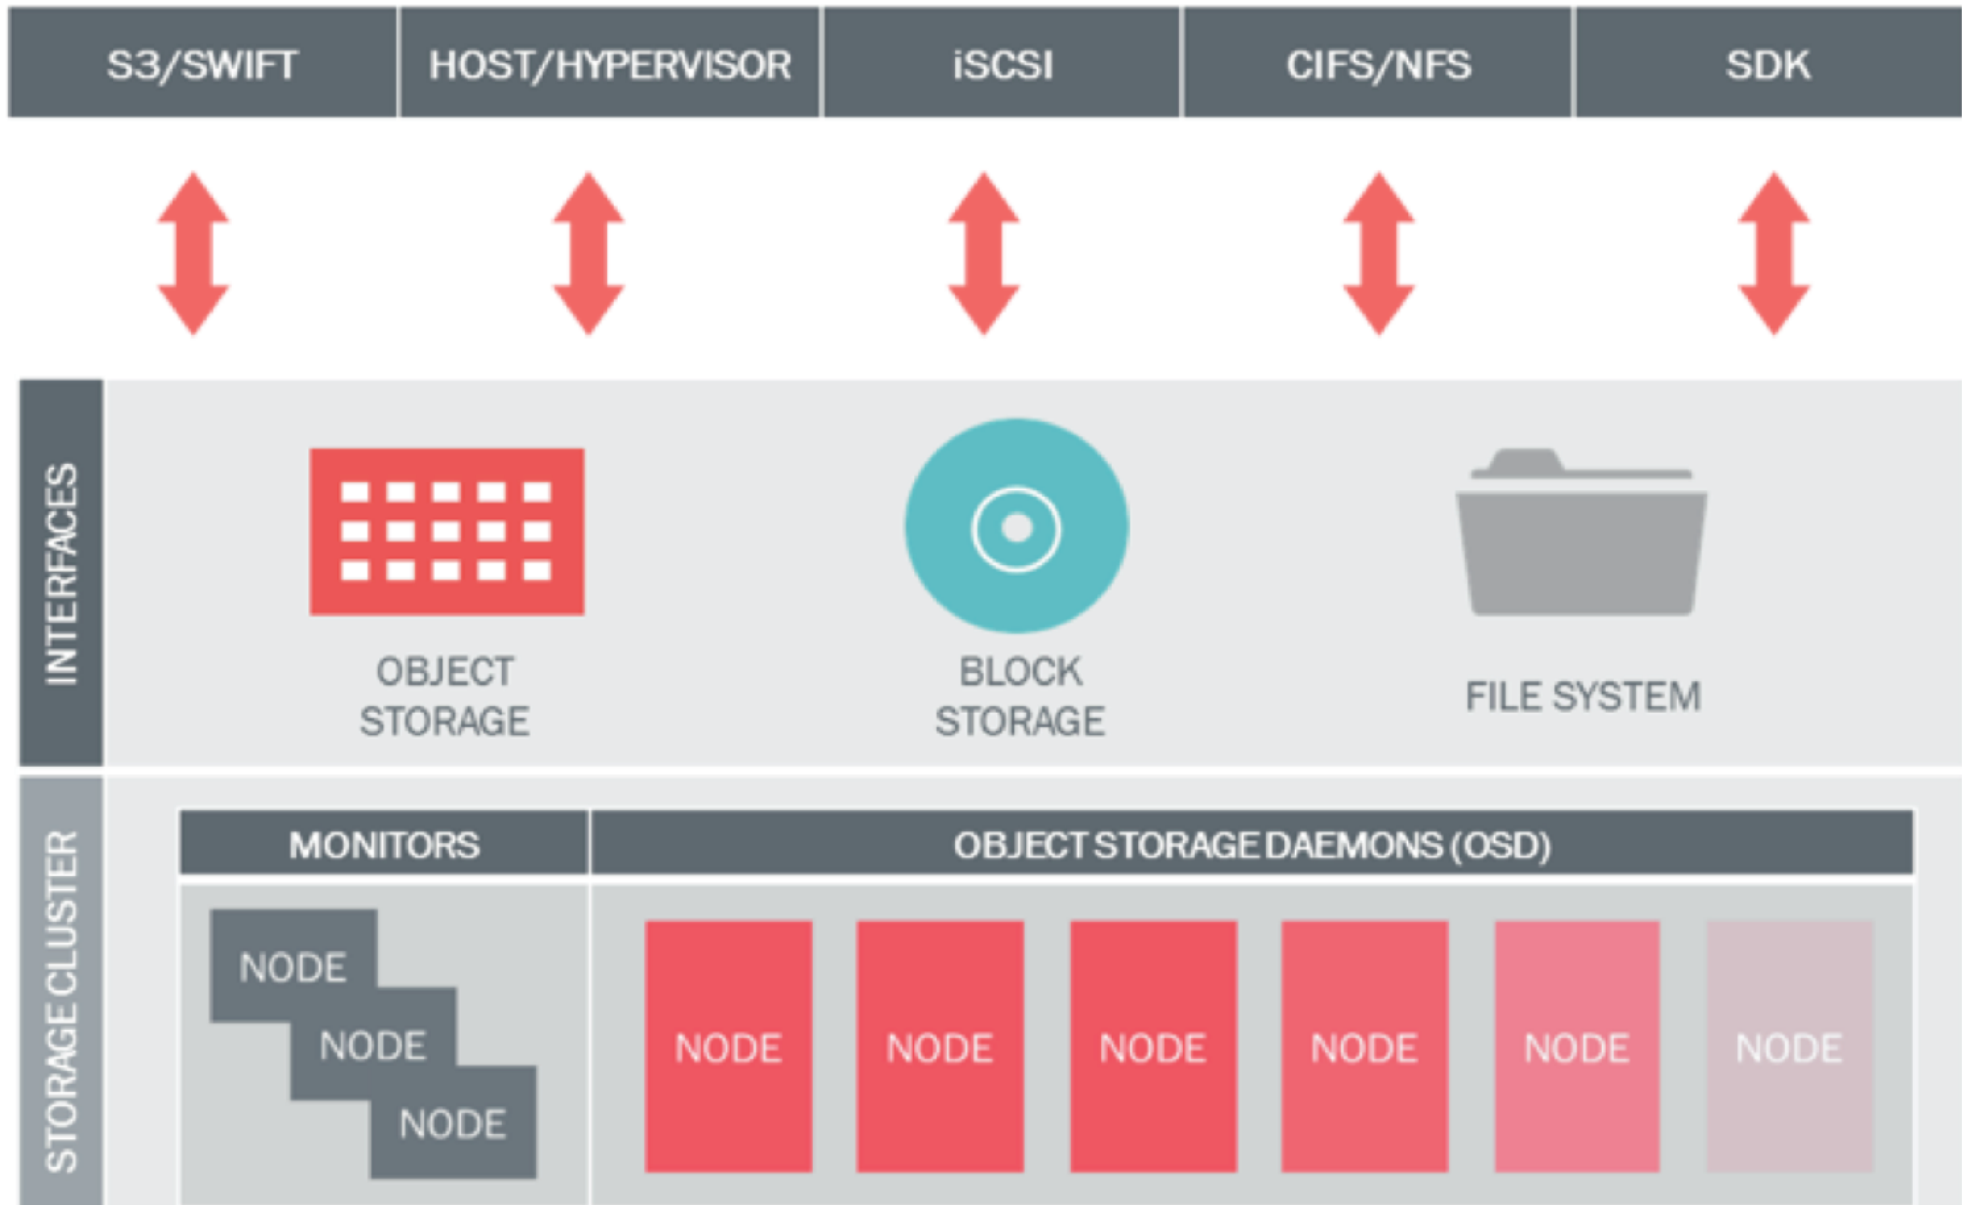 S3/SWIFT
HOST/HYPERVISOR
iSCSI
CIFS/NFS
SDK
INTERFACES
OBJECT
STORAGE
BLOCK
STORAGE
FILE SYSTEM
STORAGE CLUSTER
MONITORS
OBJECT STORAGE DAEMONS (OSD)
NODE
NODE
NODE
NODE
NODE
NODE
NODE
NODE
NODE